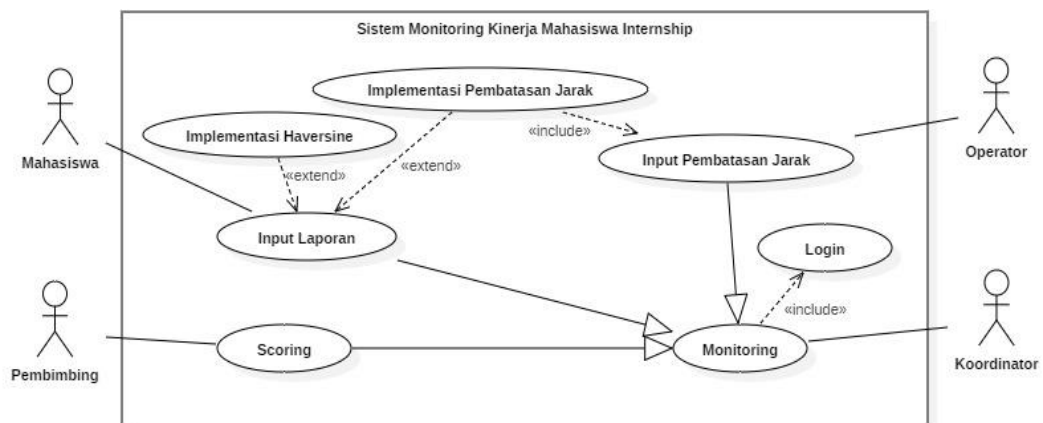 Sistem Monitoring Kinerja Mahasiswa Internship
Implementasi Pembatasan Jarak
Implementasi Haversine
«include»
Mahasiswa
Input Pembatasan Jarak
Operator
«extend»
«extend»
Input Laporan
Login
«include»
Pembimbing
Scoring
Monitoring
Koordinator